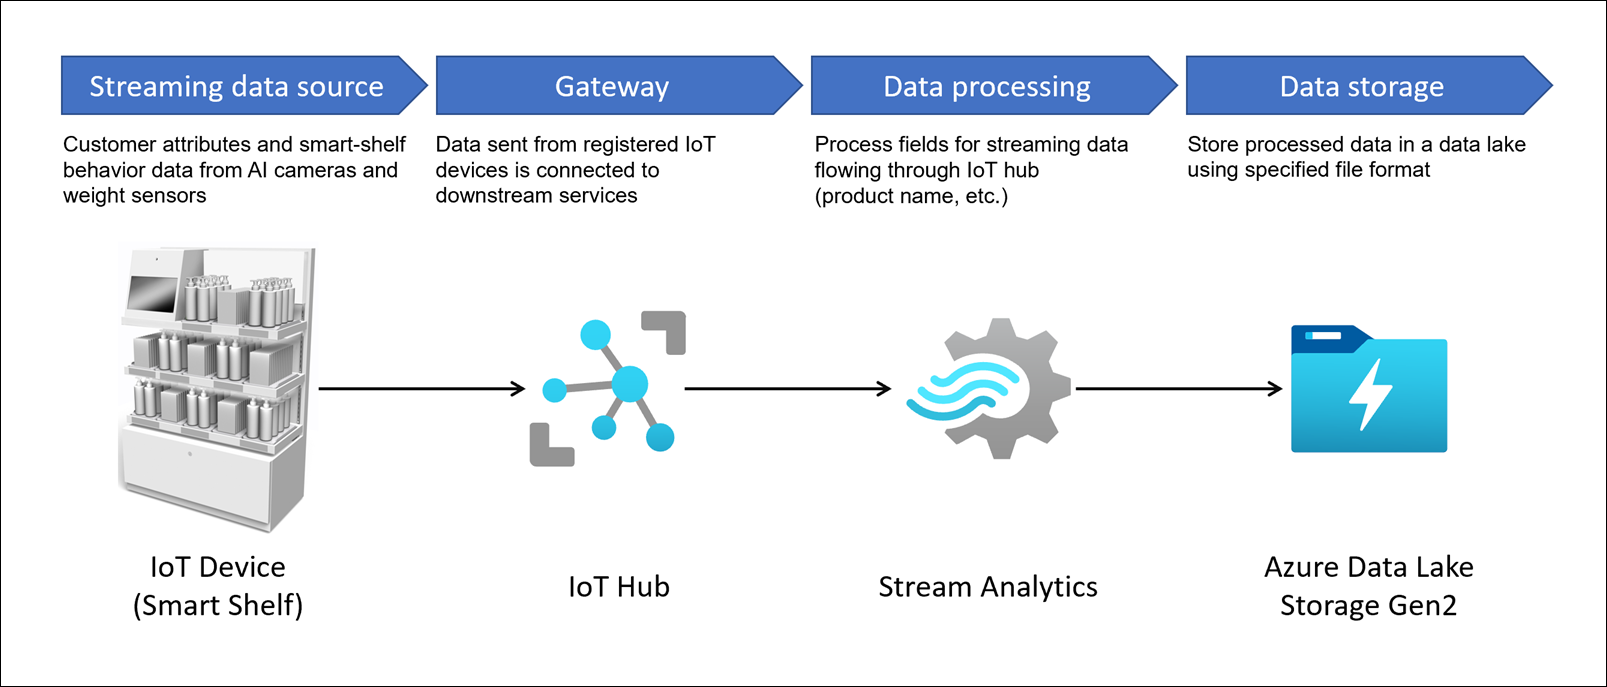 Streaming data source
Gateway
Data processing
Data storage
Customer attributes and smart-shelf
behavior data from AI cameras and
weight sensors
Data sent from registered IoT
devices is connected to
downstream services
Process fields for streaming data
flowing through IoT hub
(product name, etc.)
Store processed data in a data lake
using specified file format
IoT Device
(Smart Shelf)
IoT Hub
Stream Analytics
Azure Data Lake
Storage Gen2